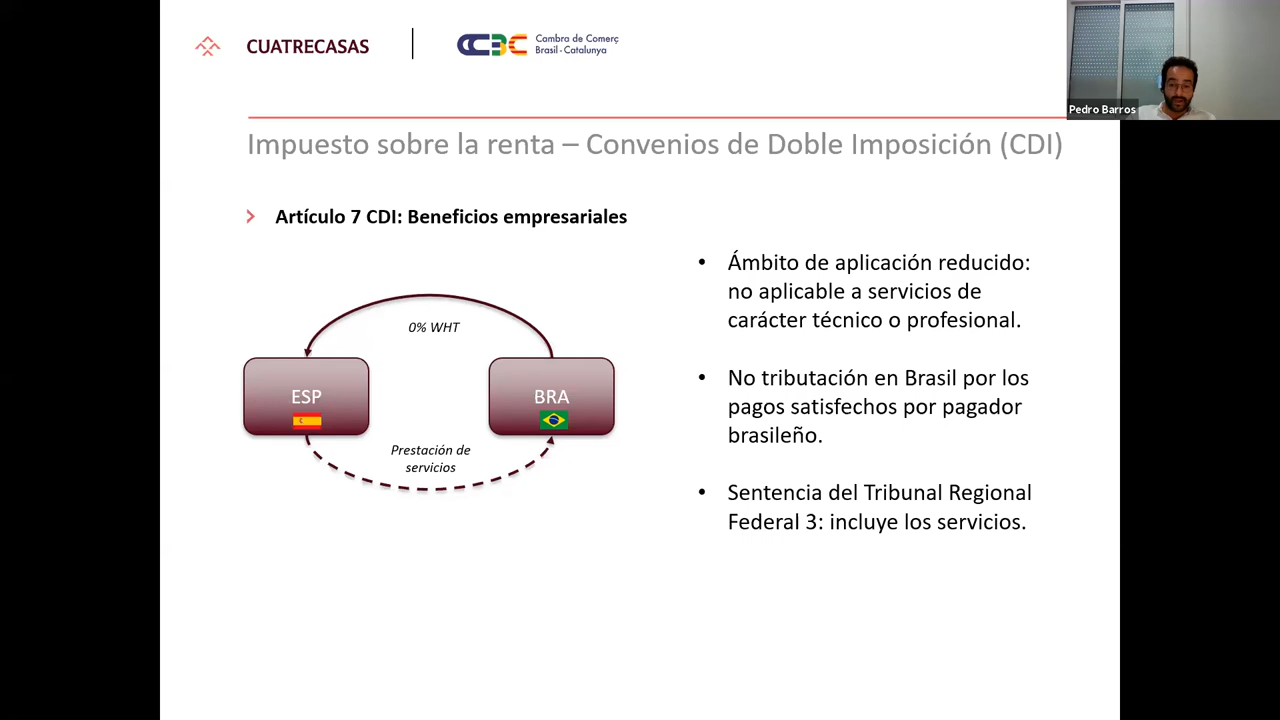 CUATRECASAS
CCBC
Cambra de Comerç
Brasil - Catalunya
Pedro Barros
Impuesto sobre la renta – Convenios de Doble Imposición (CDI)
Artículo 7 CDI: Beneficios empresariales
0% WHT
ESP
BRA
Prestación de
servicios
• Ámbito de aplicación reducido:
no aplicable a servicios de
carácter técnico o profesional.
• No tributación en Brasil por los
pagos satisfechos por pagador
brasileño.
• Sentencia del Tribunal Regional
Federal 3: incluye los servicios.